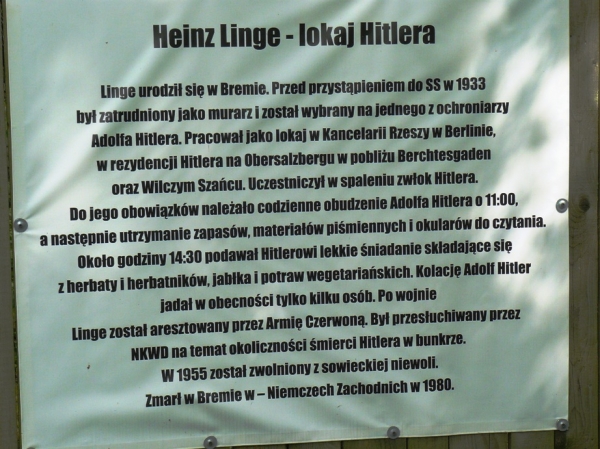 Heinz Linge - lokaj Hitlera
Linge urodził się w Bremie. Przed przystąpieniem do SS w 1933
był zatrudniony jako murarz i został wybrany na jednego z ochroniarzy
Adolfa Hitlera. Pracował jako lokaj w Kancelarii Rzeszy w Berlinie,
w rezydencji Hitlera na Obersalzbergu w pobliżu Berchtesgaden
oraz Wilczym Szańcu. Uczestniczył w spaleniu zwłok Hitlera.
Do jego obowiązków należało codzienne obudzenie Adolfa Hitlera o 11:00,
a następnie utrzymanie zapasów, materiałów piśmiennych i okularów do czytania.
Około godziny 14:30 podawał Hitlerowi lekkie śniadanie składające się
z herbaty i herbatników, jabłka i potraw wegetariańskich. Kolację Adolf Hitler
jadał w obecności tylko kilku osób. Po wojnie
Linge został aresztowany przez Armię Czerwoną. Był przesłuchiwany przez
NKWD na temat okoliczności śmierci Hitlera w bunkrze.
W 1955 został zwolniony z sowieckiej niewoli.
Zmarł w Bremie w – Niemczech Zachodnich w 1980.